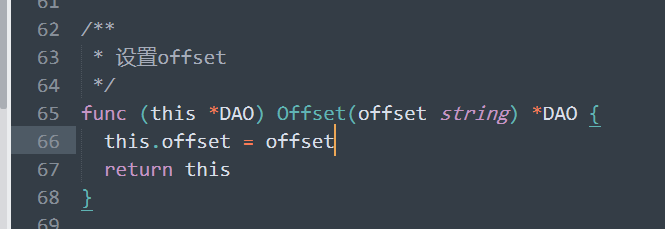 61
62 /**
63  * 设置offset
64  */
65 func (this *DAO) Offset(offset string) *DAO {
66   this.offset = offset
67   return this
68 }
69